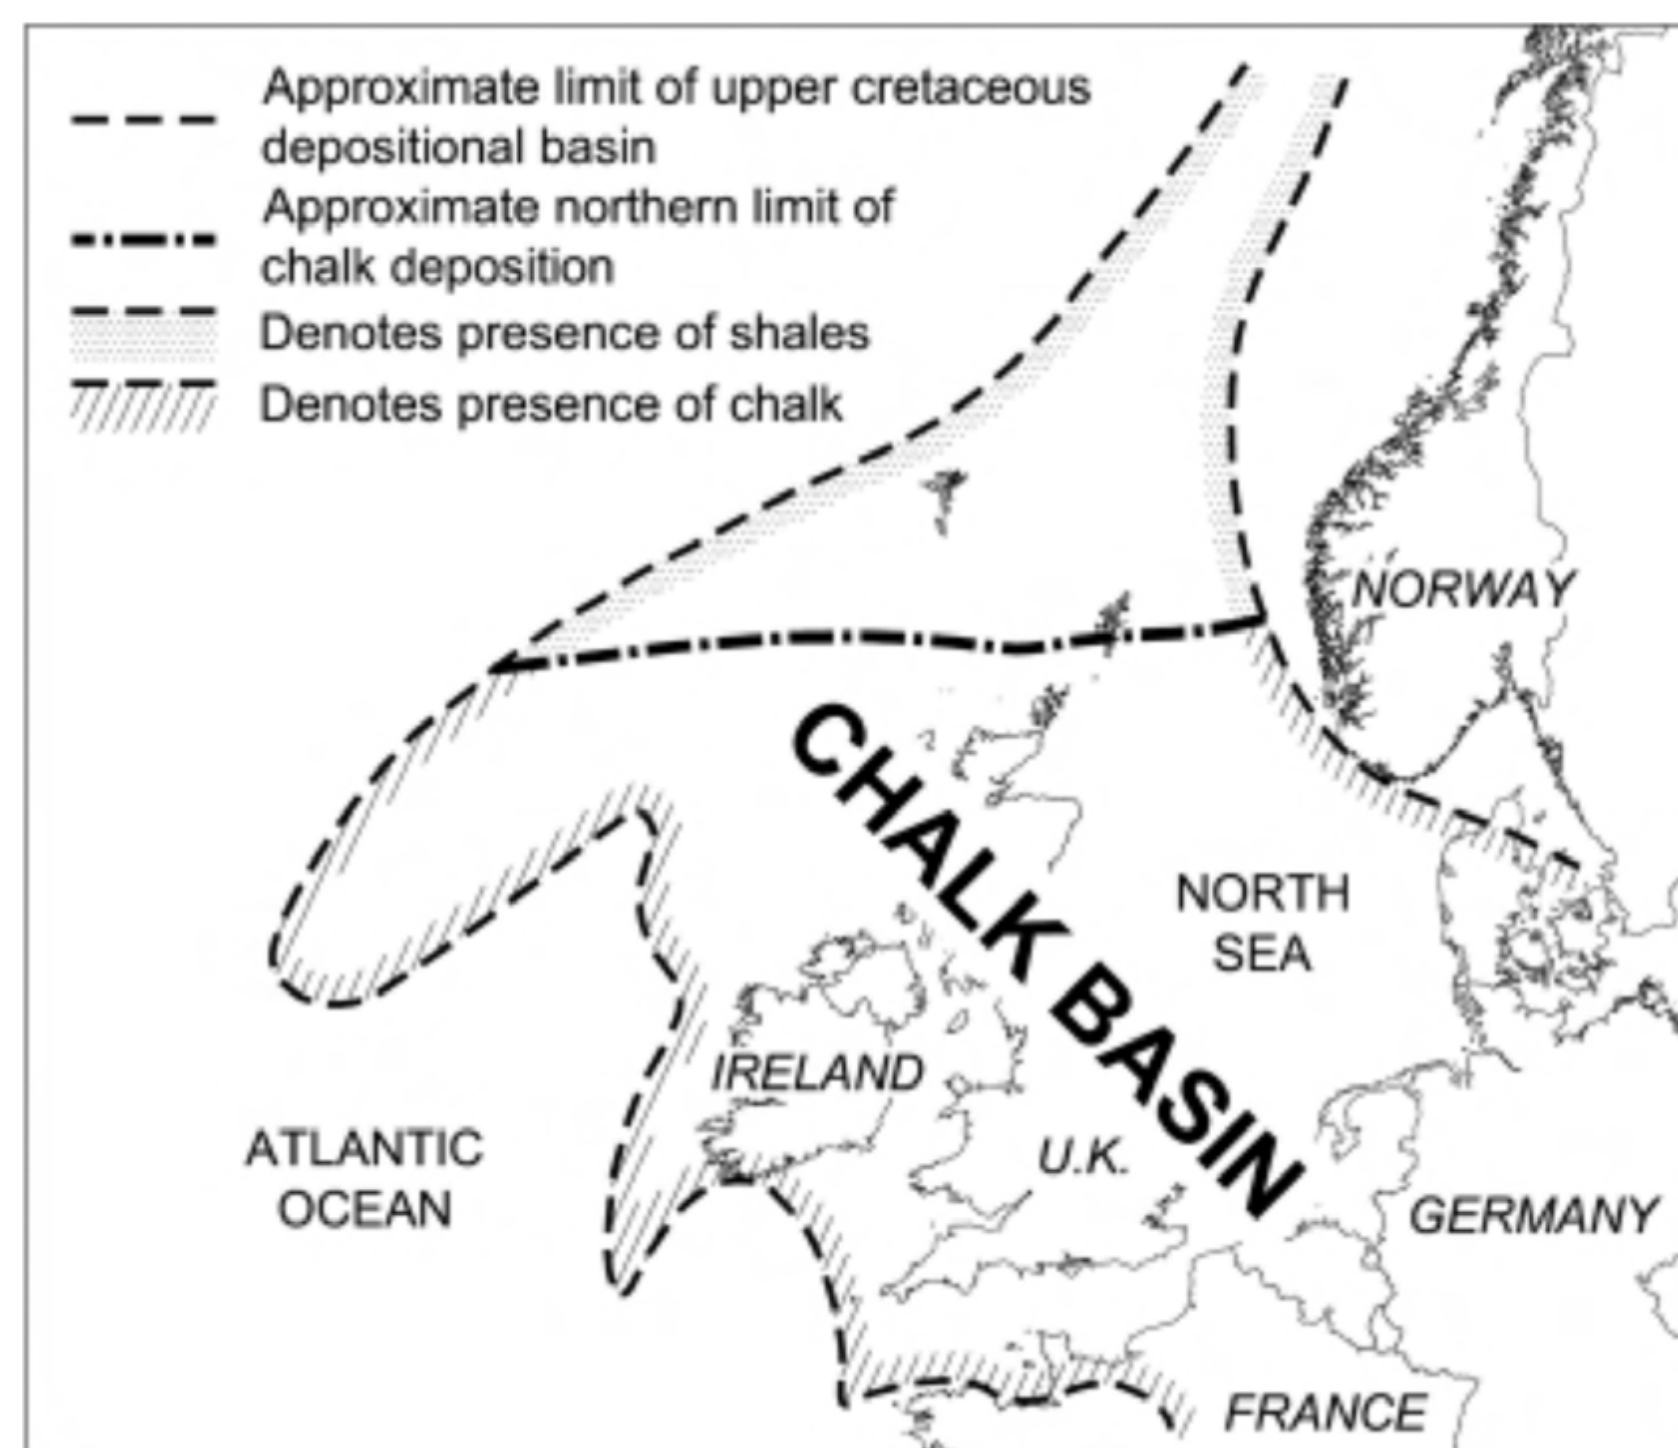 Approximate limit of upper cretaceous
depositional basin
Approximate northern limit of
chalk deposition
Denotes presence of shales
Denotes presence of chalk
NORWAY
CHALK BASIN
NORTH
SEA
IRELAND
ATLANTIC
OCEAN
U.K.
GERMANY
FRANCE